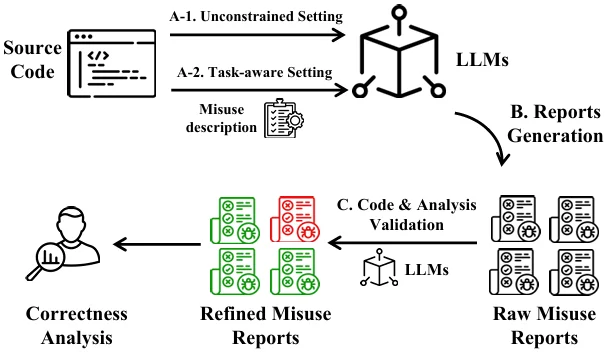 Source
Code
A-1. Unconstrained Setting
A-2. Task-aware Setting
Misuse
description
LLMs
B. Reports
Generation
C. Code & Analysis
Validation
LLMs
Correctness
Analysis
Refined Misuse
Reports
Raw Misuse
Reports